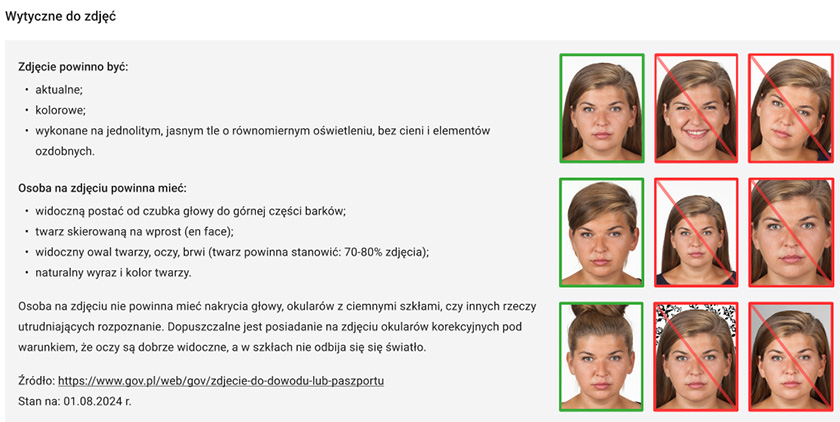 Wytyczne do zdjęć
Zdjęcie powinno być:
• aktualne;
• kolorowe;
• wykonane na jednolitym, jasnym tle o równomiernym oświetleniu, bez cieni i elementów
ozdobnych.
Osoba na zdjęciu powinna mieć:
• widoczną postać od czubka głowy do górnej części barków;
• twarz skierowaną na wprost (en face);
• widoczny owal twarzy, oczy, brwi (twarz powinna stanowić: 70-80% zdjęcia);
• naturalny wyraz i kolor twarzy.
Osoba na zdjęciu nie powinna mieć nakrycia głowy, okularów z ciemnymi szkłami, czy innych rzeczy
utrudniających rozpoznanie. Dopuszczalne jest posiadanie na zdjęciu okularów korekcyjnych pod
warunkiem, że oczy są dobrze widoczne, a w szkłach nie odbija się się światło.
Źródło: https://www.gov.pl/web/gov/zdjecie-do-dowodu-lub-paszportu
Stan na: 01.08.2024 r.